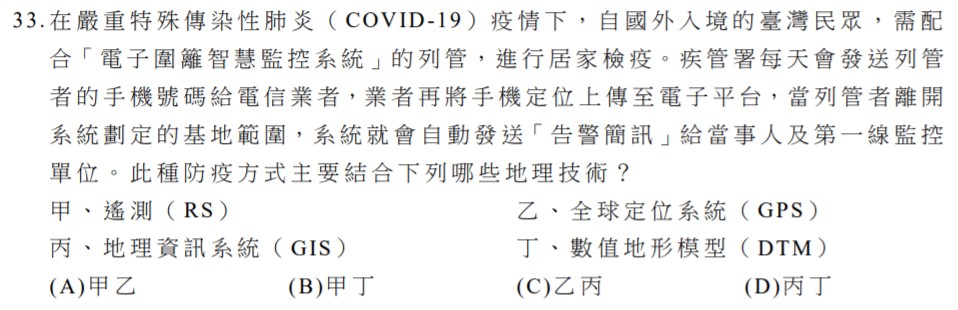 33.在嚴重特殊傳染性肺炎（COVID-19）疫情下，自國外入境的臺灣民眾，需配
合「電子圍籬智慧監控系統」的列管，進行居家檢疫。疾管署每天會發送列管
者的手機號碼給電信業者，業者再將手機定位上傳至電子平台，當列管者離開
系統劃定的基地範圍，系統就會自動發送「告警簡訊」給當事人及第一線監控
單位。此種防疫方式主要結合下列哪些地理技術？
甲、遙測（RS） 乙、全球定位系統（GPS）
丙、地理資訊系統（GIS） 丁、數值地形模型（DTM）
(A)甲乙 (B)甲丁 (C)乙丙 (D)丙丁